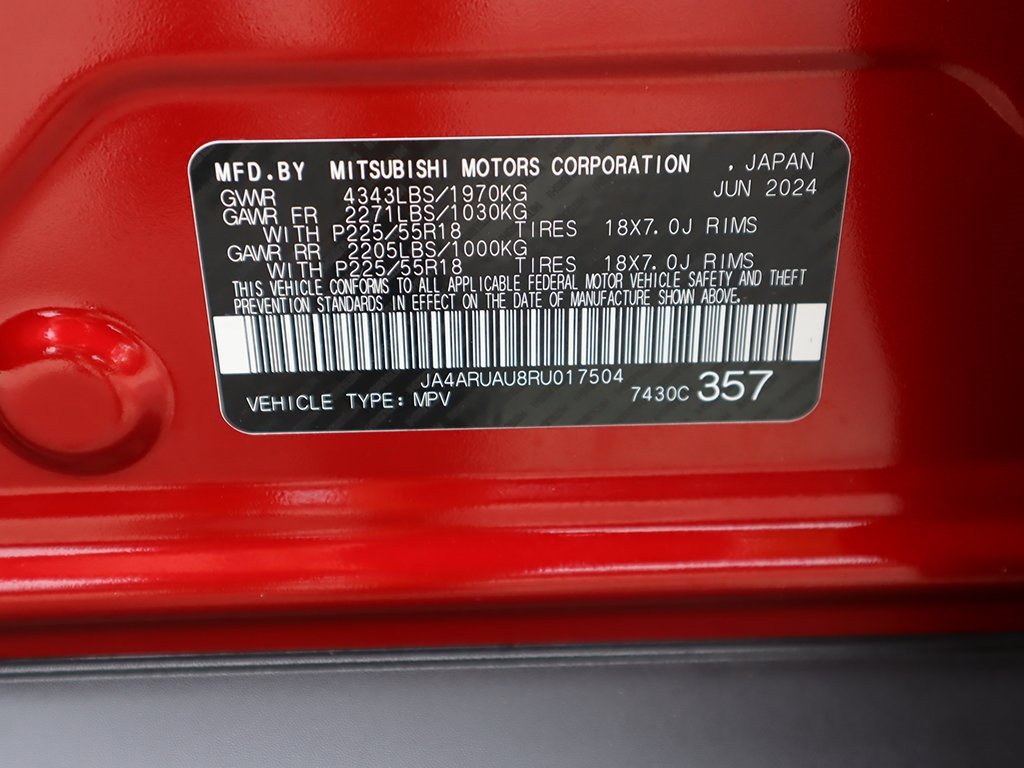 MFD.BY MITSUBISHI MOTORS CORPORATION , JAPAN
GVWR 4343LBS/1970KG JUN 2024
GAWR FR 2271LBS/1030KG
WITH P225/55R18 TIRES 18X7.0J RIMS
GAWR RR 2205LBS/1000KG
WITH P225/55R18 TIRES 18X7.0J RIMS
THIS VEHICLE CONFORMS TO ALL APPLICABLE FEDERAL MOTOR VEHICLE SAFETY AND THEFT
PREVENTION STANDARDS IN EFFECT ON THE DATE OF MANUFACTURE SHOWN ABOVE.
JA4ARUAU8RU017504
VEHICLE TYPE: MPV 7430C 357